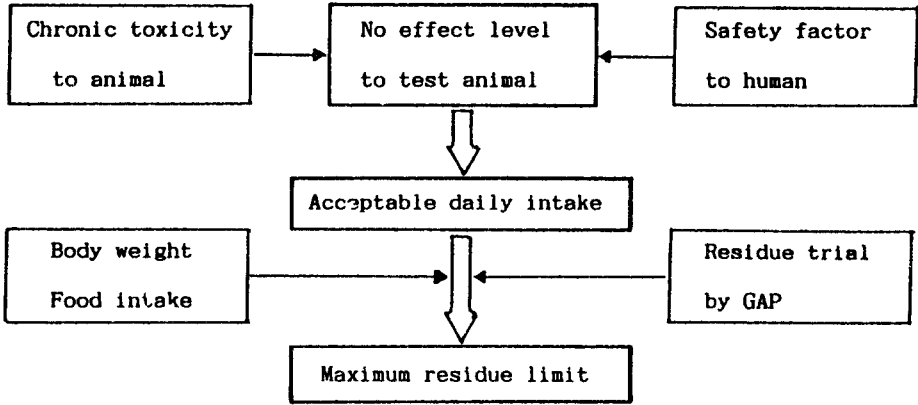 Chronic toxicity
to animal
No effect level
to test animal
Safety factor
to human
Acceptable daily intake
Body weight
Food intake
Residue trial
by GAP
Maximum residue limit